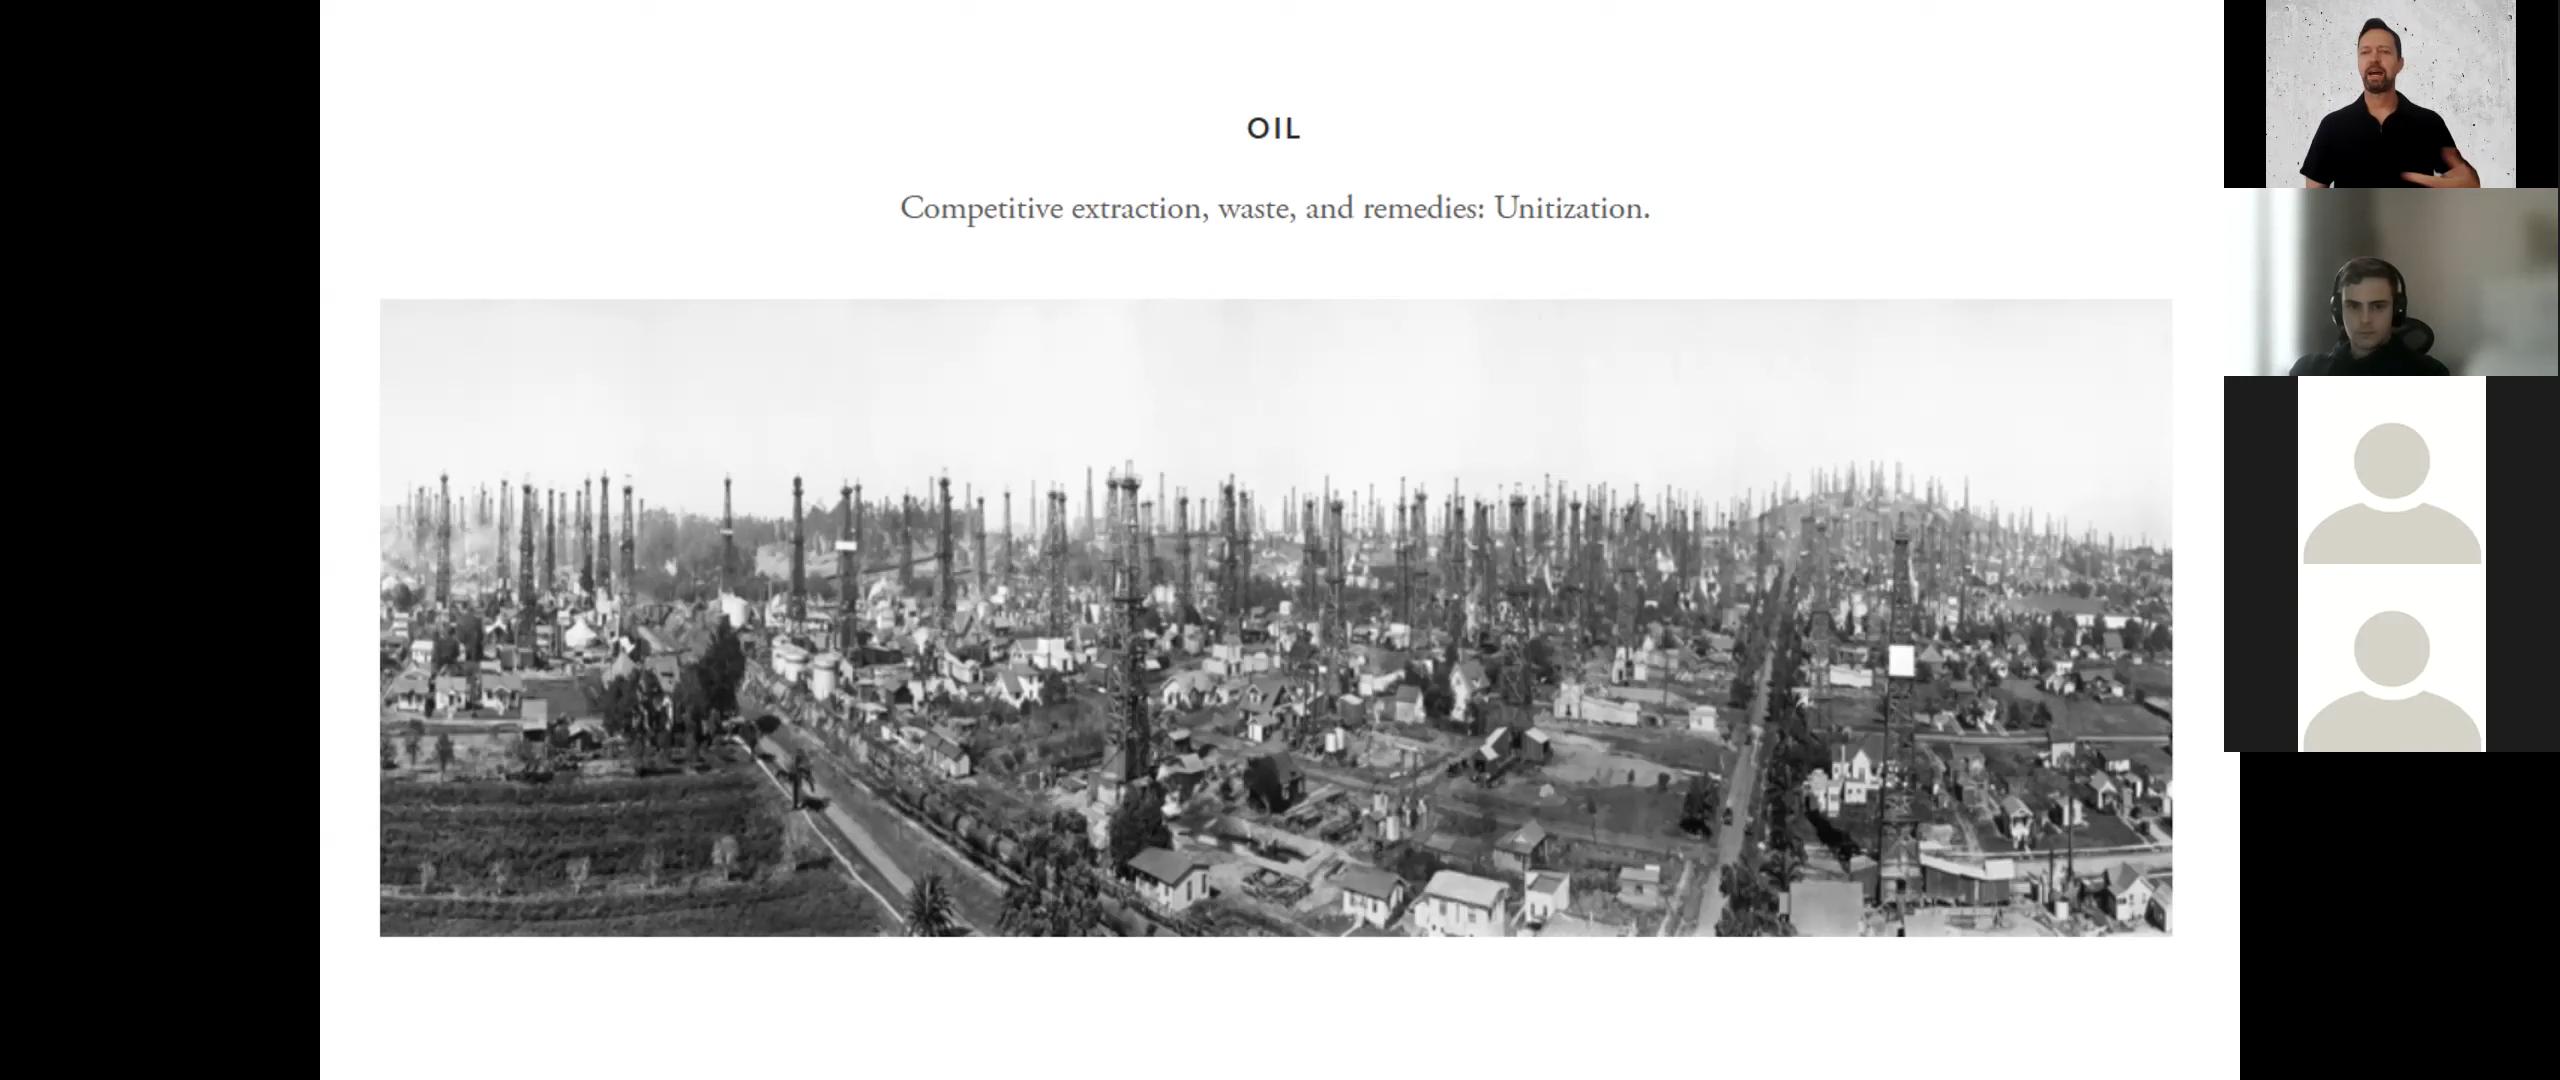 OIL
Competitive extraction, waste, and remedies: Unitization.